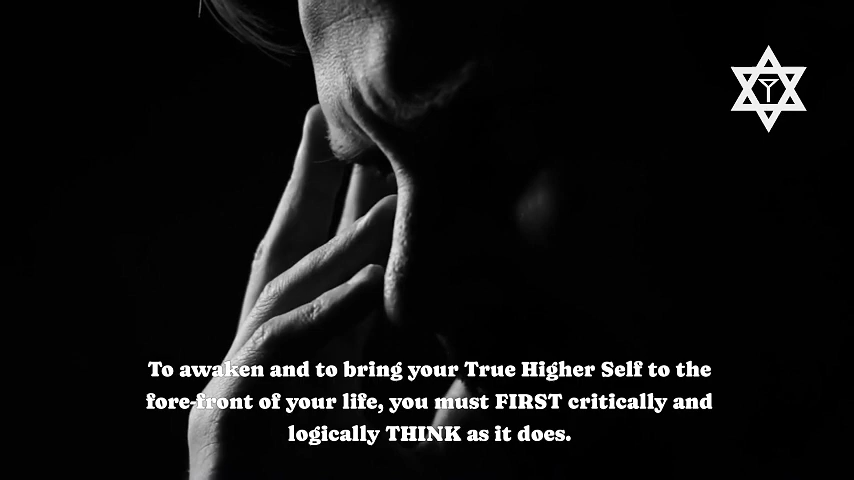 To awaken and to bring your True Higher Self to the
fore-front of your life, you must FIRST critically and
logically THINK as it does.